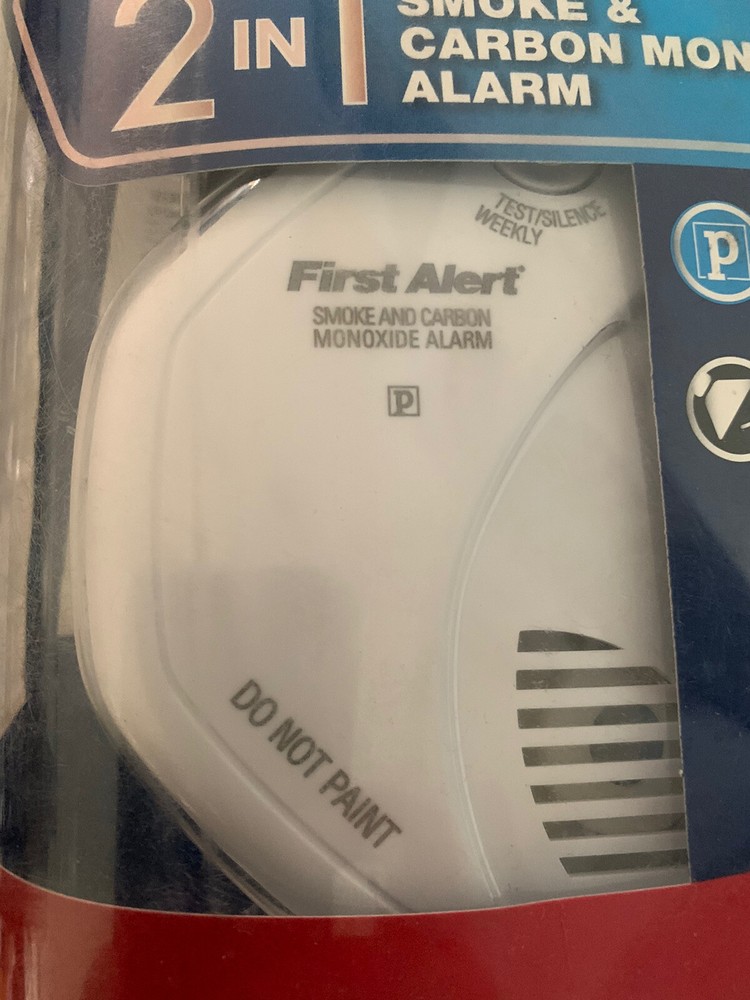 2 IN 1
SMOKE &
CARBON MON
ALARM
TEST/SILENCE
WEEKLY
First Alert
SMOKE AND CARBON
MONOXIDE ALARM
P
P
DO NOT PAINT